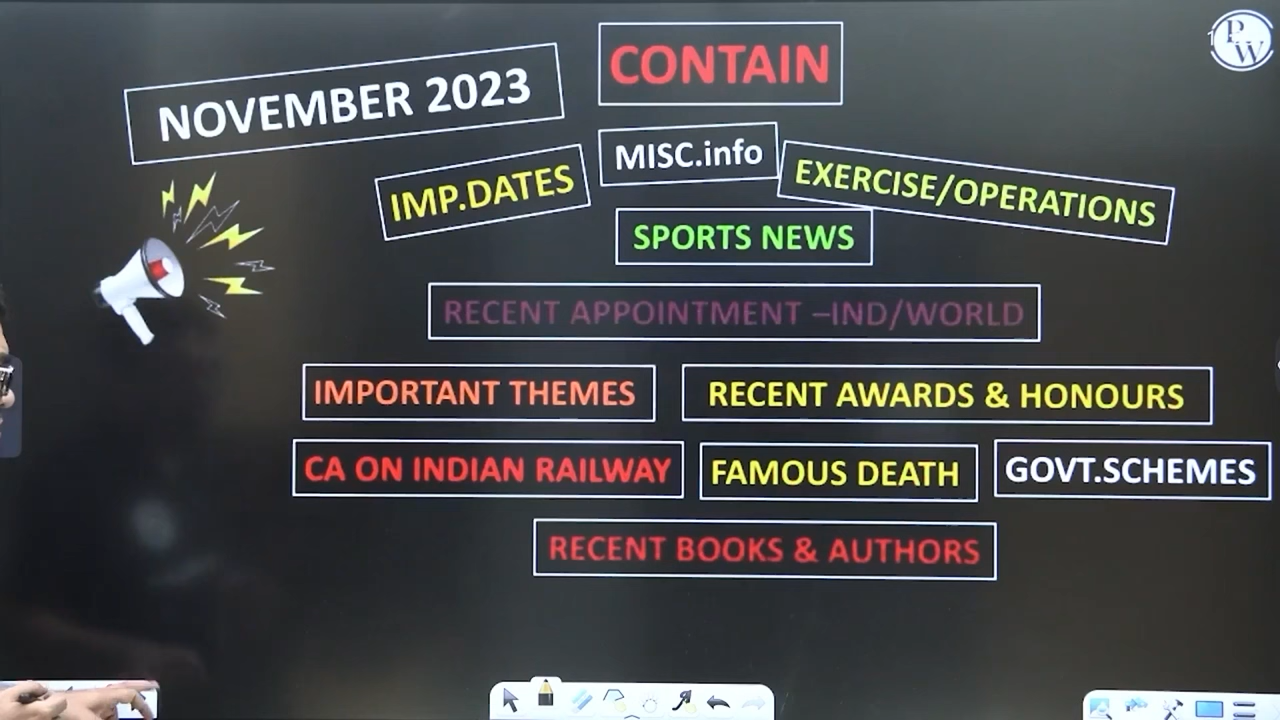 CONTAIN
NOVEMBER 2023
MISC.info
IMP.DATES
EXERCISE/OPERATIONS
SPORTS NEWS
RECENT APPOINTMENT –IND/WORLD
IMPORTANT THEMES
RECENT AWARDS & HONOURS
CA ON INDIAN RAILWAY
FAMOUS DEATH
GOVT.SCHEMES
RECENT BOOKS & AUTHORS
PW